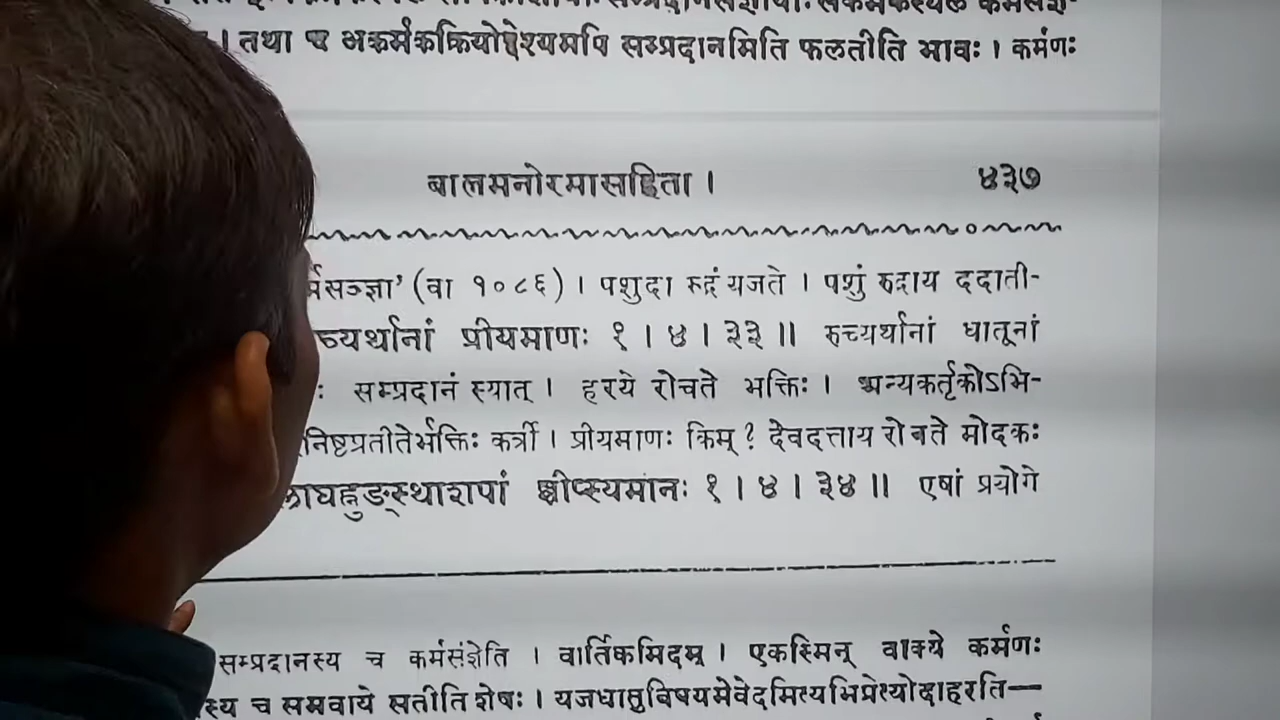 । तथा च अकर्मकक्रियोद्देश्यमपि सम्प्रदानमिति फलतीति भावः । कर्मणः
बालमनोरमासहिता । ४३७
र्मसञ्ज्ञा’ (वा १०८६) । पशुना रुद्रं यजते । पशुं रुद्राय ददाती-
च्यर्थानां प्रीयमाणः १ । ४ । ३३ ॥ रुच्यर्थानां धातूनां
सम्प्रदानं स्यात् । हरये रोचते भक्तिः । अन्यकर्तृकोऽभि-
निष्ठप्रतीतेर्भक्तिः कर्त्री । प्रीयमाणः किम् ? देवदत्ताय रोचते मोदकः
लाघह्नुङ्स्थाशपां ज्ञीप्स्यमानः १ । ४ । ३४ ॥ एषां प्रयोगे
सम्प्रदानस्य च कर्मसंज्ञेति । वार्तिकमिदम् । एकस्मिन् वाक्ये कर्मणः
स्य च समवाये सतीति शेषः । यजधातुविषयमेवेदमित्यभिप्रेत्योदाहरति—